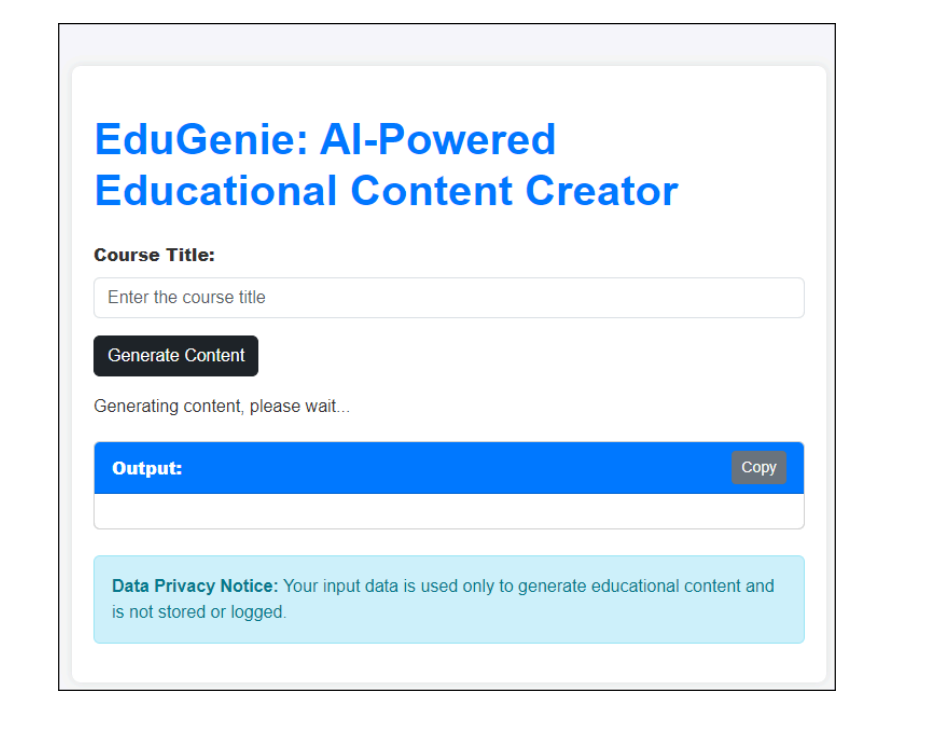 EduGenie: AI-Powered
Educational Content Creator
Course Title:
Enter the course title
Generate Content
Generating content, please wait...
Output:
Copy
Data Privacy Notice: Your input data is used only to generate educational content and
is not stored or logged.